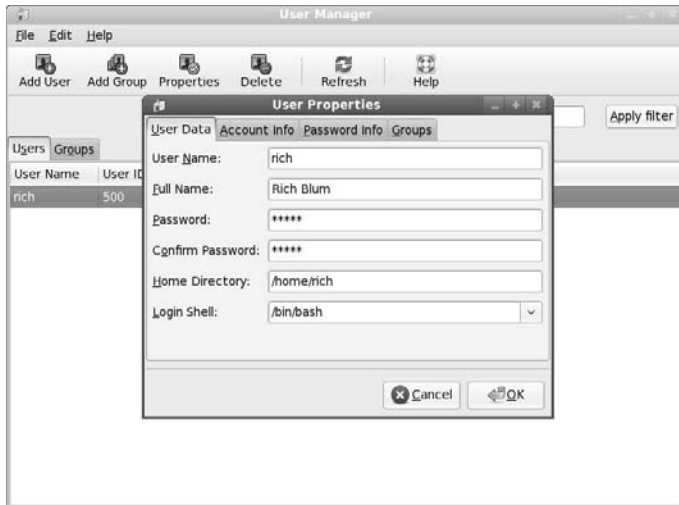 User Manager
File Edit Help
Add User Add Group Properties Delete Refresh Help
Apply filter
Users Groups
User Name User ID
rich 500
User Properties
User Data Account Info Password Info Groups
User Name: rich
Full Name: Rich Blum
Password: *****
Confirm Password: *****
Home Directory: /home/rich
Login Shell: /bin/bash
Cancel OK